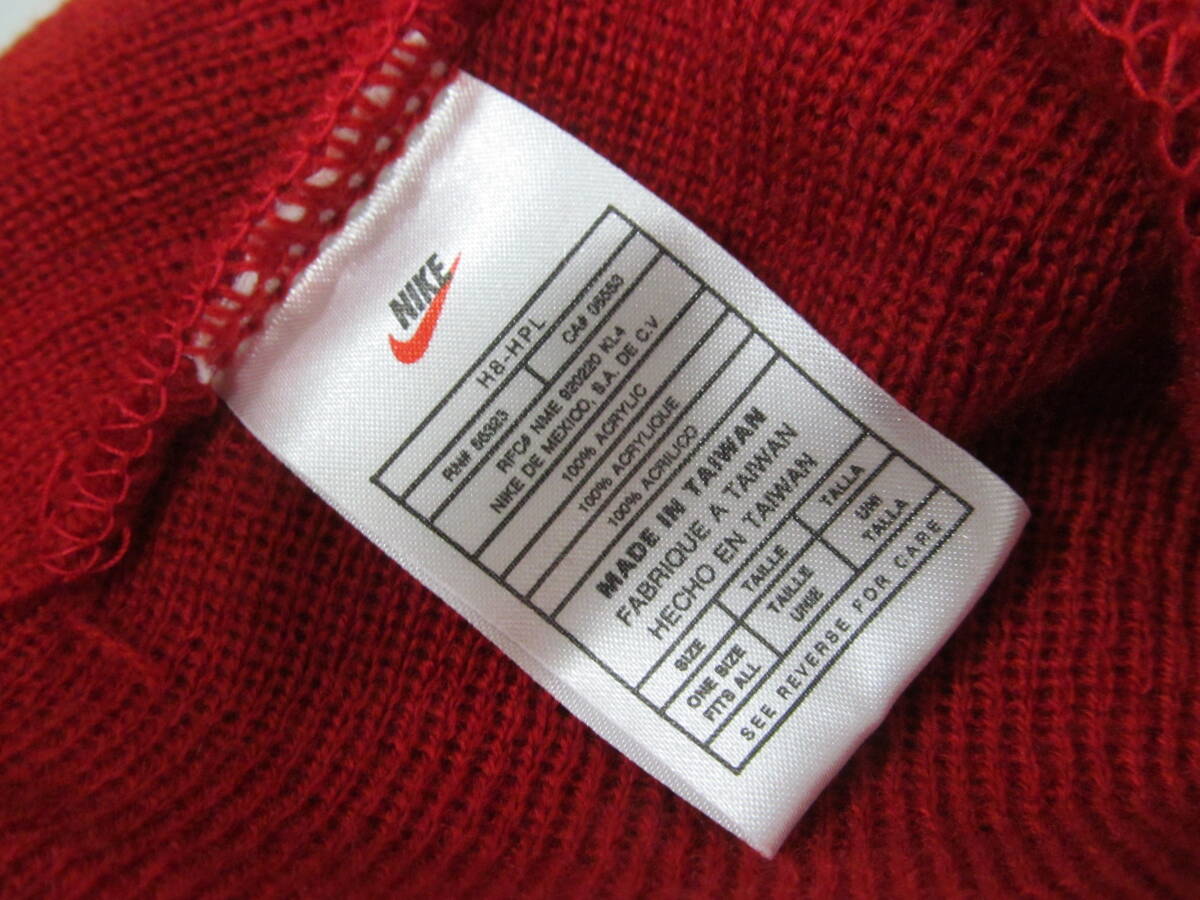 NIKE
H8-HPL
RN# 56323 CA# 05553
RFC# NME 920220 KL4
NIKE DE MEXICO, S.A. DE C.V
100% ACRYLIC
100% ACRYLIQUE
100% ACRILICO
MADE IN TAIWAN
FABRIQUE A TAIWAN
HECHO EN TAIWAN
SIZE TAILLE TALLA
ONE SIZE TAILLE UNI
FITS ALL UNIE TALLA
SEE REVERSE FOR CARE